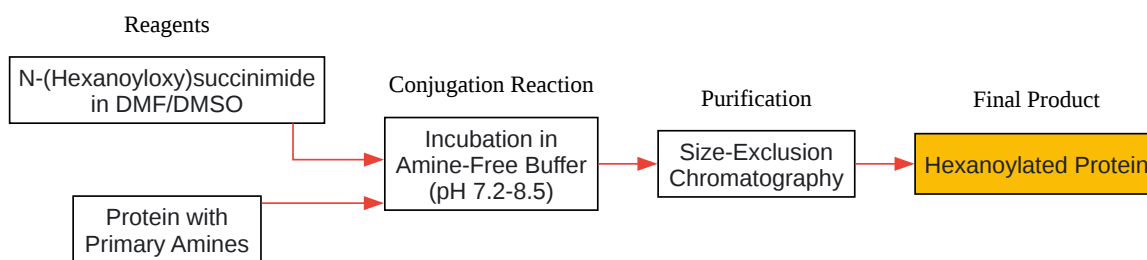 Reagents
N-(Hexanoyloxy)succinimide
in DMF/DMSO
Protein with
Primary Amines
Conjugation Reaction
Incubation in
Amine-Free Buffer
(pH 7.2-8.5)
Purification
Size-Exclusion
Chromatography
Final Product
Hexanoylated Protein